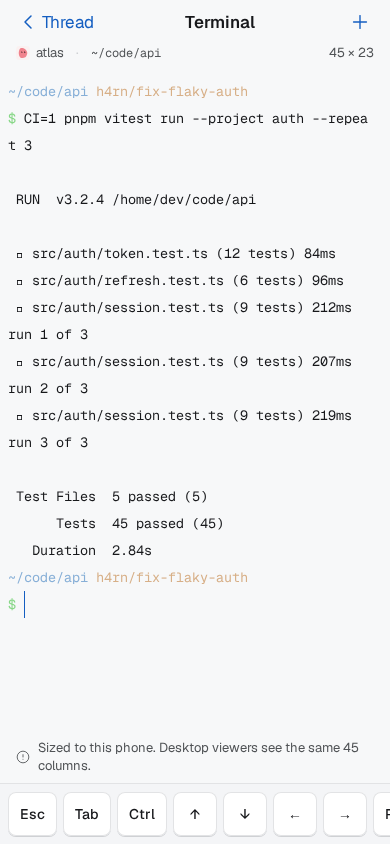 Thread
Terminal
atlas · ~/code/api
45 × 23
~/code/api h4rn/fix-flaky-auth
$ CI=1 pnpm vitest run --project auth --repea
t 3
RUN v3.2.4 /home/dev/code/api
src/auth/token.test.ts (12 tests) 84ms
src/auth/refresh.test.ts (6 tests) 96ms
src/auth/session.test.ts (9 tests) 212ms
run 1 of 3
src/auth/session.test.ts (9 tests) 207ms
run 2 of 3
src/auth/session.test.ts (9 tests) 219ms
run 3 of 3
Test Files 5 passed (5)
Tests 45 passed (45)
Duration 2.84s
~/code/api h4rn/fix-flaky-auth
$
Sized to this phone. Desktop viewers see the same 45
columns.
Esc Tab Ctrl ↑ ↓ ← →